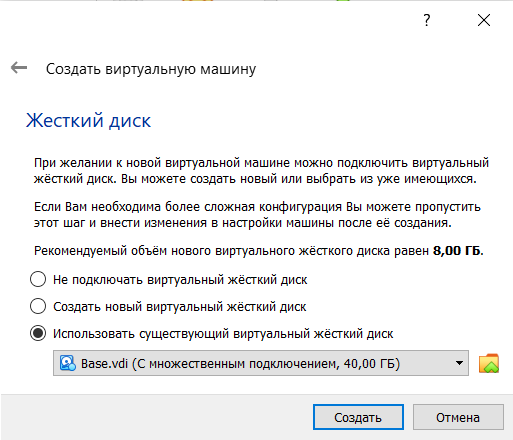 ?
Создать виртуальную машину
Жесткий диск
При желании к новой виртуальной машине можно подключить виртуальный
жёсткий диск. Вы можете создать новый или выбрать из уже имеющихся.
Если Вам необходима более сложная конфигурация Вы можете пропустить
этот шаг и внести изменения в настройки машины после её создания.
Рекомендуемый объём нового виртуального жёсткого диска равен 8,00 ГБ.
Не подключать виртуальный жёсткий диск
Создать новый виртуальный жёсткий диск
Использовать существующий виртуальный жёсткий диск
Base.vdi (С множественным подключением, 40,00 ГБ)
Создать
Отмена